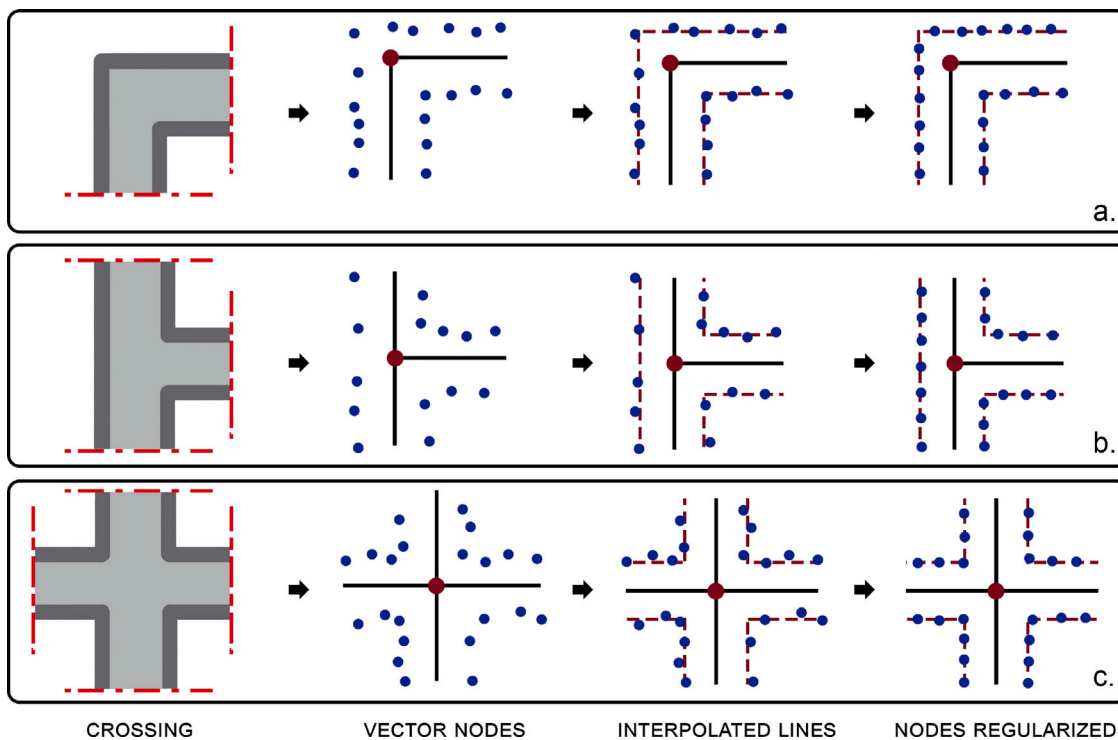 a.
b.
c.
CROSSING VECTOR NODES INTERPOLATED LINES NODES REGULARIZED